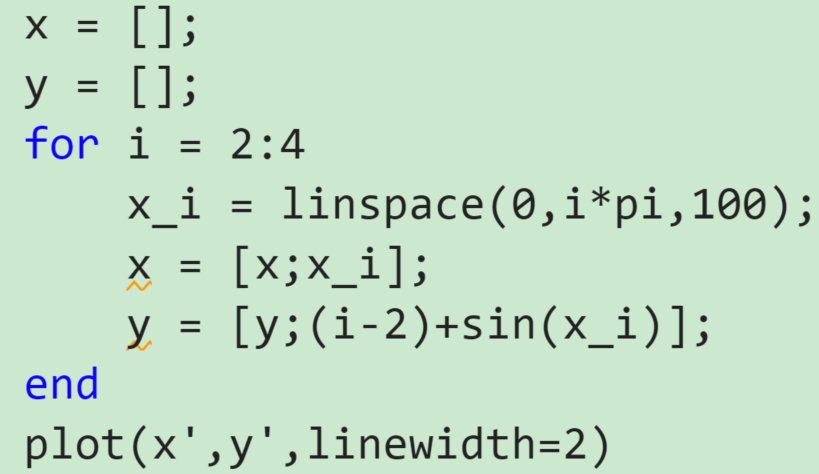 x = [];
y = [];
for i = 2:4
    x_i = linspace(0,i*pi,100);
    x = [x;x_i];
    y = [y;(i-2)+sin(x_i)];
end
plot(x',y',linewidth=2)